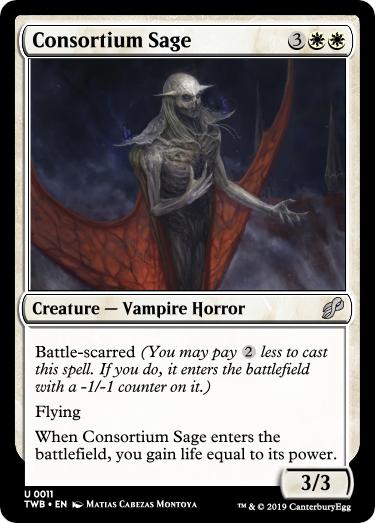 Consortium Sage 3
Creature — Vampire Horror
Battle-scarred (You may pay 2 less to cast
this spell. If you do, it enters the battlefield
with a -1/-1 counter on it.)
Flying
When Consortium Sage enters the
battlefield, you gain life equal to its power.
3/3
U 0011
TWB • EN Matias Cabezas Montoya
™ & © 2019 CanterburyEgg